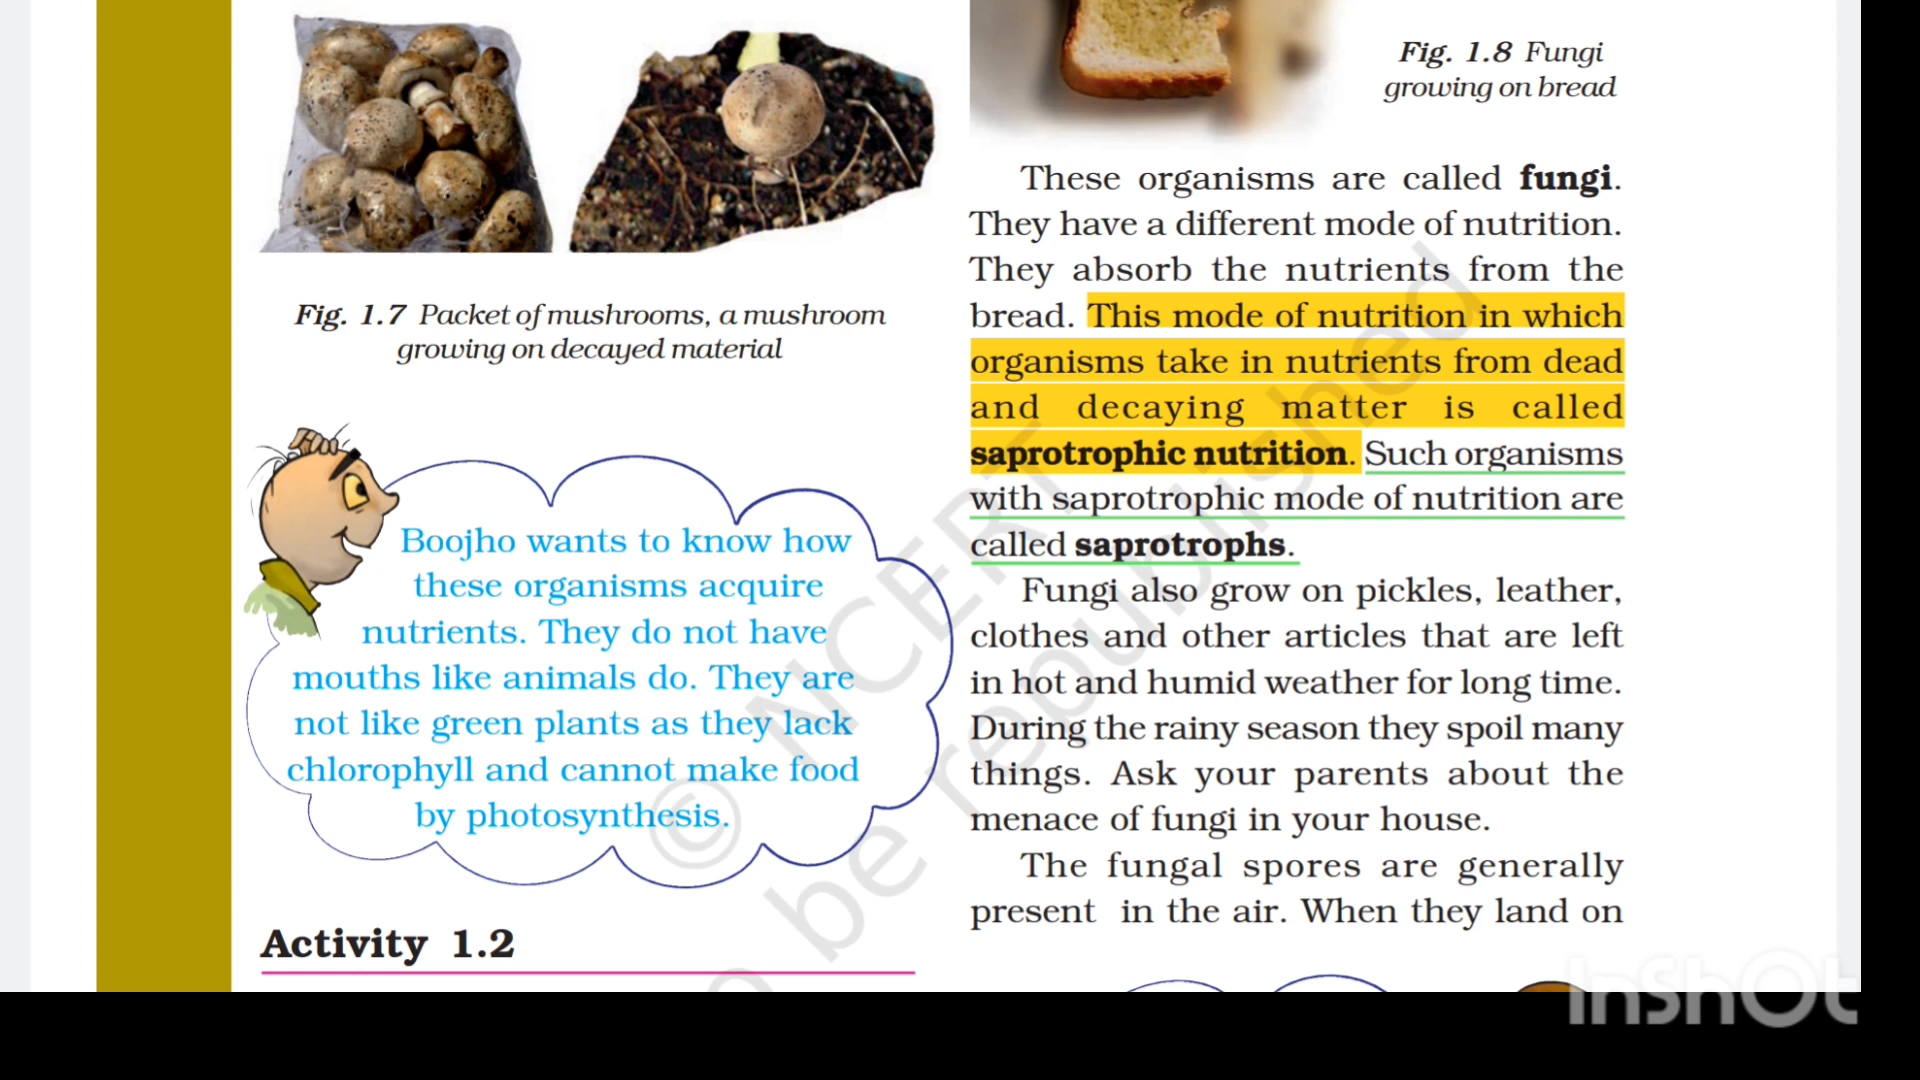 Fig. 1.7 Packet of mushrooms, a mushroom
growing on decayed material
Boojho wants to know how
these organisms acquire
nutrients. They do not have
mouths like animals do. They are
not like green plants as they lack
chlorophyll and cannot make food
by photosynthesis.
Activity 1.2
Fig. 1.8 Fungi
growing on bread
These organisms are called fungi.
They have a different mode of nutrition.
They absorb the nutrients from the
bread. This mode of nutrition in which
organisms take in nutrients from dead
and decaying matter is called
saprotrophic nutrition. Such organisms
with saprotrophic mode of nutrition are
called saprotrophs.
Fungi also grow on pickles, leather,
clothes and other articles that are left
in hot and humid weather for long time.
During the rainy season they spoil many
things. Ask your parents about the
menace of fungi in your house.
The fungal spores are generally
present in the air. When they land on
© NCERT
be republished
InShOt